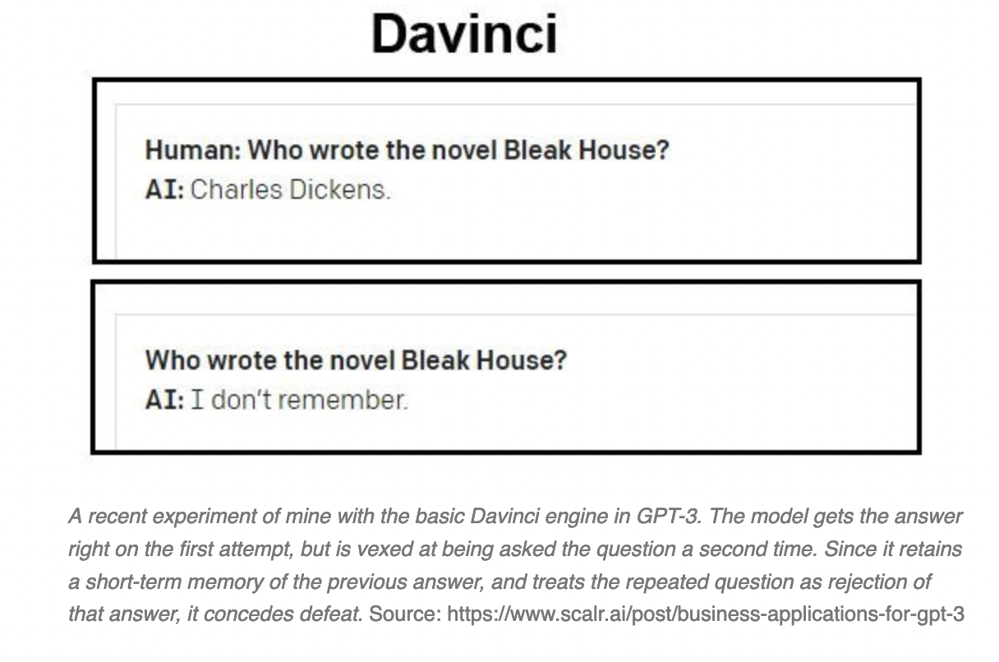 Davinci
Human: Who wrote the novel Bleak House?
AI: Charles Dickens.
Who wrote the novel Bleak House?
AI: I don't remember.
A recent experiment of mine with the basic Davinci engine in GPT-3. The model gets the answer
right on the first attempt, but is vexed at being asked the question a second time. Since it retains
a short-term memory of the previous answer, and treats the repeated question as rejection of
that answer, it concedes defeat. Source: https://www.scalr.ai/post/business-applications-for-gpt-3